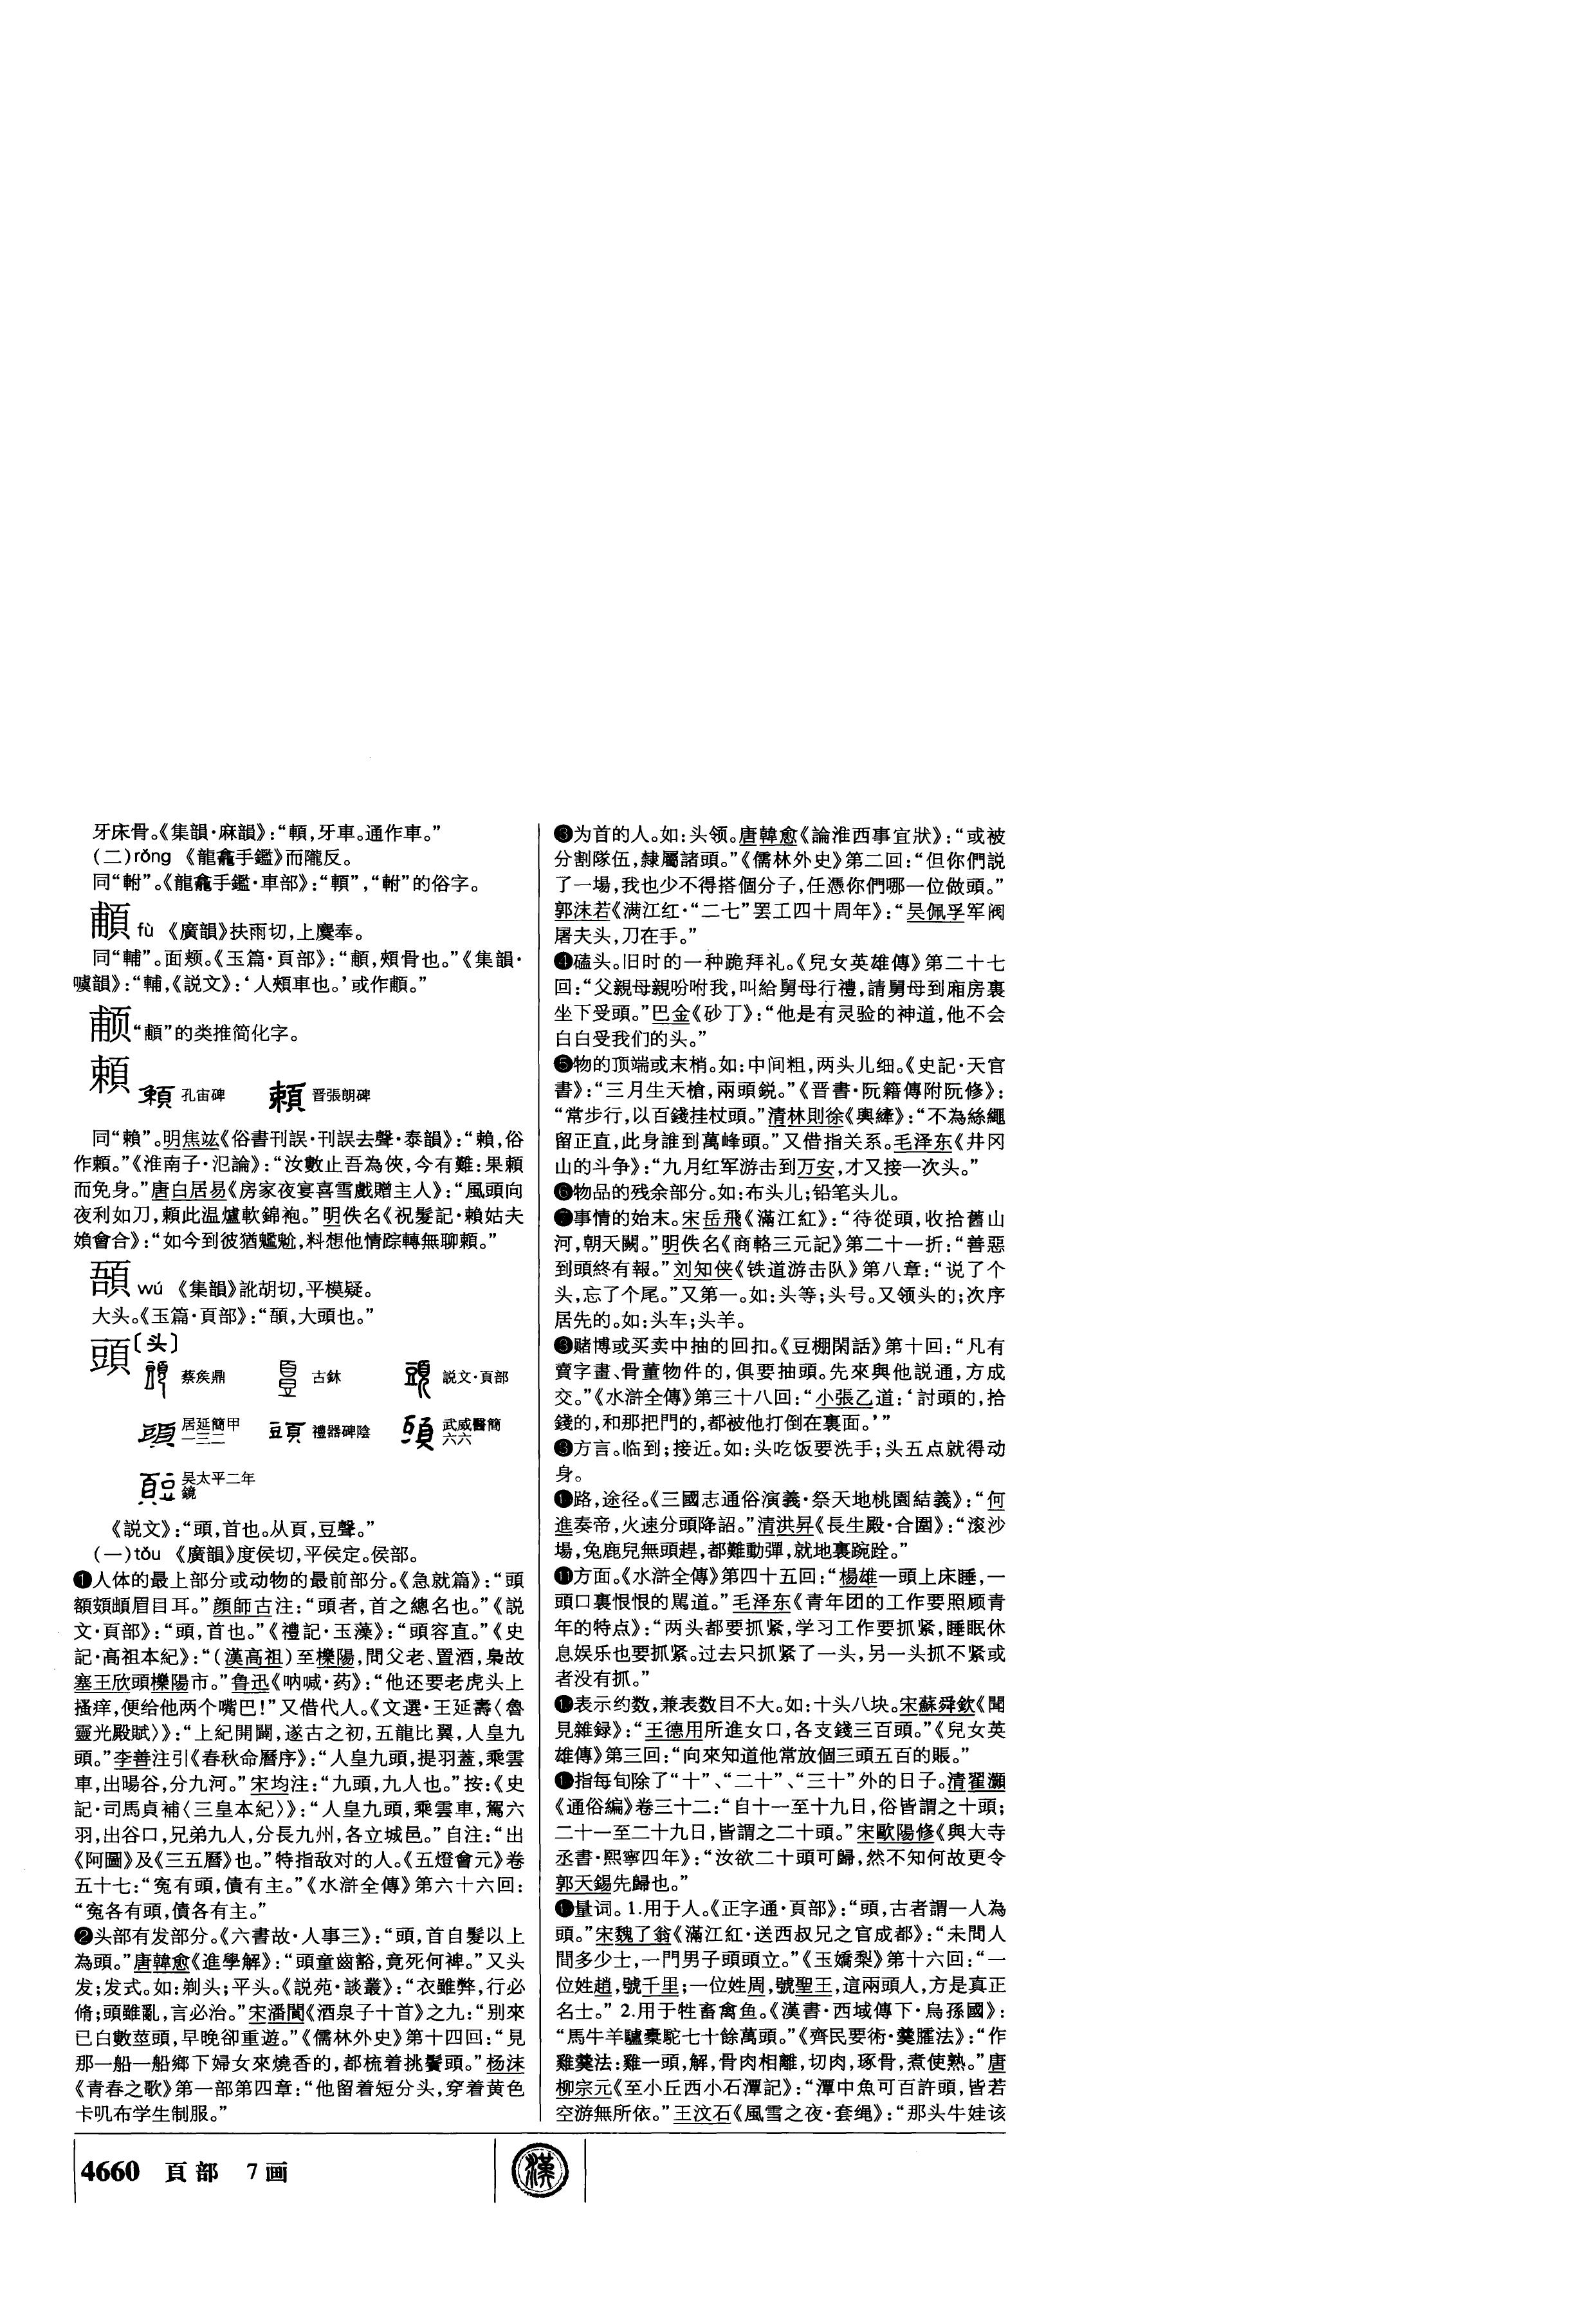 牙床骨。《集韻·麻韻》:“䡛,牙車。通作車。”
(二)rǒng 《龍龕手鑑》而隴反。
同“軵”。《龍龕手鑑·車部》:“䡛”,“軵”的俗字。
䩉 fù 《廣韻》扶雨切,上麌奉。
同“輔”。面颊。《玉篇·頁部》:“,頰骨也。”《集韻·
噳韻》:“輔,《説文》:‘人頰車也。’或作。”
“”的类推简化字。
頼 孔宙碑 晋張朗碑
同“賴”。明焦竑《俗書刊誤·刊誤去聲·泰韻》:“賴,俗
作頼。”《淮南子·氾論》:“汝數止吾為俠,今有難:果頼
而免身。”唐白居易《房家夜宴喜雪戲贈主人》:“風頭向
夜利如刀,頼此温爐軟錦袍。”明佚名《祝髮記·頼姑夫
會合》:“如今到彼猶魀,料想他情踪轉無聊頼。”
wú 《集韻》訛胡切,平模疑。
大头。《玉篇·頁部》:“,大頭也。”
頭〔头〕
蔡矦鼎 古鉢 説文·頁部
居延簡甲一三二 禮器碑陰 武威醫簡六六
吴太平二年鏡
《説文》:“頭,首也。从頁,豆聲。”
(一)tóu 《廣韻》度侯切,平侯定。侯部。
❶人体的最上部分或动物的最前部分。《急就篇》:“頭
額頞䪼眉目耳。”顔師古注:“頭者,首之總名也。”《説
文·頁部》:“頭,首也。”《禮記·玉藻》:“頭容直。”《史
記·高祖本紀》:“(漢高祖)至櫟陽,問父老、置酒,梟故
塞王欣頭櫟陽市。”鲁迅《呐喊·药》:“他还要老虎头上
搔痒,便给他两个嘴巴!”又借代人。《文選·王延壽〈魯
靈光殿賦〉》:“上紀開闢,遂古之初,五龍比翼,人皇九
頭。”李善注引《春秋命曆序》:“人皇九頭,提羽蓋,乘雲
車,出暘谷,分九河。”宋均注:“九頭,九人也。”按:《史
記·司馬貞補〈三皇本紀〉》:“人皇九頭,乘雲車,駕六
羽,出谷口,兄弟九人,分長九州,各立城邑。”自注:“出
《河圖》及《三五曆》也。”特指敌对的人。《五燈會元》卷
五十七:“寃有頭,債有主。”《水滸全傳》第六十六回:
“寃各有頭,債各有主。”
❷头部有发部分。《六書故·人事三》:“頭,首自髮以上
為頭。”唐韓愈《進學解》:“頭童齒豁,竟死何裨。”又头
发;发式。如:剃头;平头。《説苑·談叢》:“衣雖弊,行必
脩;頭雖亂,言必治。”宋潘閬《酒泉子十首》之九:“别來
已白數莖頭,早晚卻重遊。”《儒林外史》第十四回:“見
那一船一船鄉下婦女來燒香的,都梳着挑鬢頭。”杨沫
《青春之歌》第一部第四章:“他留着短分头,穿着黄色
卡叽布学生制服。”
❸为首的人。如:头领。唐韓愈《論淮西事宜狀》:“或被
分割隊伍,隸屬諸頭。”《儒林外史》第二回:“但你們説
了一場,我也少不得搭個分子,任憑你們哪一位做頭。”
郭沫若《满江红·“二七”罢工四十周年》:“吴佩孚军阀
屠夫头,刀在手。”
❹磕头。旧时的一种跪拜礼。《兒女英雄傳》第二十七
回:“父親母親吩咐我,叫給舅母行禮,請舅母到廂房裏
坐下受頭。”巴金《砂丁》:“他是有灵验的神道,他不会
白白受我们的头。”
❺物的顶端或末梢。如:中间粗,两头儿细。《史記·天官
書》:“三月生天槍,兩頭鋭。”《晋書·阮籍傳附阮修》:
“常步行,以百錢挂杖頭。”清林則徐《輿縴》:“不為絲繩
留正直,此身誰到萬峰頭。”又借指关系。毛泽东《井冈
山的斗争》:“九月红军游击到万安,才又接一次头。”
❻物品的残余部分。如:布头儿;铅笔头儿。
❼事情的始末。宋岳飛《滿江紅》:“待從頭,收拾舊山
河,朝天闕。”明佚名《商輅三元記》第二十一折:“善惡
到頭終有報。”刘知侠《铁道游击队》第八章:“说了个
头,忘了个尾。”又第一。如:头等;头号。又领头的;次序
居先的。如:头车;头羊。
❸赌博或买卖中抽的回扣。《豆棚閑話》第十回:“凡有
賣字畫、骨董物件的,俱要抽頭。先來與他説通,方成
交。”《水滸全傳》第三十八回:“小張乙道:‘討頭的,拾
錢的,和那把門的,都被他打倒在裏面。’”
❸方言。临到;接近。如:头吃饭要洗手;头五点就得动
身。
路,途径。《三國志通俗演義·祭天地桃園結義》:“何
進奏帝,火速分頭降詔。”清洪昇《長生殿·合圍》:“滚沙
場,兔鹿兒無頭趕,都難動彈,就地裏踠跧。”
⓫方面。《水滸全傳》第四十五回:“楊雄一頭上床睡,一
頭口裏恨恨的駡道。”毛泽东《青年团的工作要照顾青
年的特点》:“两头都要抓紧,学习工作要抓紧,睡眠休
息娱乐也要抓紧。过去只抓紧了一头,另一头抓不紧或
者没有抓。”
表示约数,兼表数目不大。如:十头八块。宋蘇舜欽《聞
見雜録》:“王德用所進女口,各支錢三百頭。”《兒女英
雄傳》第三回:“向來知道他常放個三頭五百的賬。”
指每旬除了“十”、“二十”、“三十”外的日子。清翟灝
《通俗編》卷三十二:“自十一至十九日,俗皆謂之十頭;
二十一至二十九日,皆謂之二十頭。”宋歐陽修《與大寺
丞書·熙寧四年》:“汝欲二十頭可歸,然不知何故更令
郭天錫先歸也。”
量词。1.用于人。《正字通·頁部》:“頭,古者謂一人為
頭。”宋魏了翁《滿江紅·送西叔兄之官成都》:“未問人
間多少士,一門男子頭頭立。”《玉嬌梨》第十六回:“一
位姓趙,號千里;一位姓周,號聖王,這兩頭人,方是真正
名士。” 2.用于牲畜禽鱼。《漢書·西域傳下·烏孫國》:
“馬牛羊驢橐駝七十餘萬頭。”《齊民要術·羹臛法》:“作
雞羹法:雞一頭,解,骨肉相離,切肉,琢骨,煮使熟。”唐
柳宗元《至小丘西小石潭記》:“潭中魚可百許頭,皆若
空游無所依。”王汶石《風雪之夜·套绳》:“那头牛娃该
4660 頁部 7画
漢